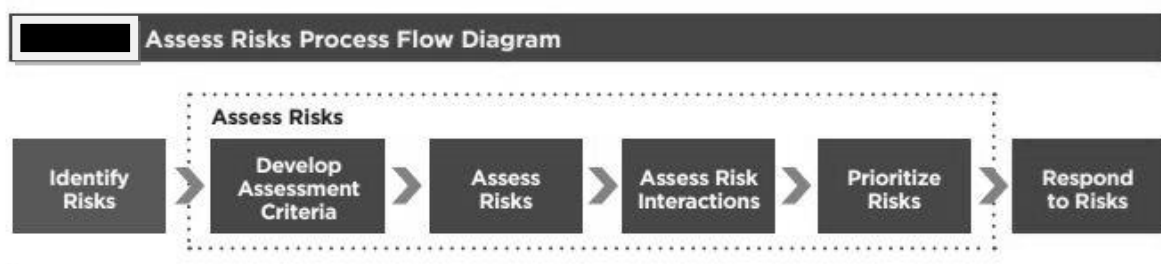 Assess Risks Process Flow Diagram
Assess Risks
Identify
Risks
Develop
Assessment
Criteria
Assess
Risks
Assess Risk
Interactions
Prioritize
Risks
Respond
to Risks